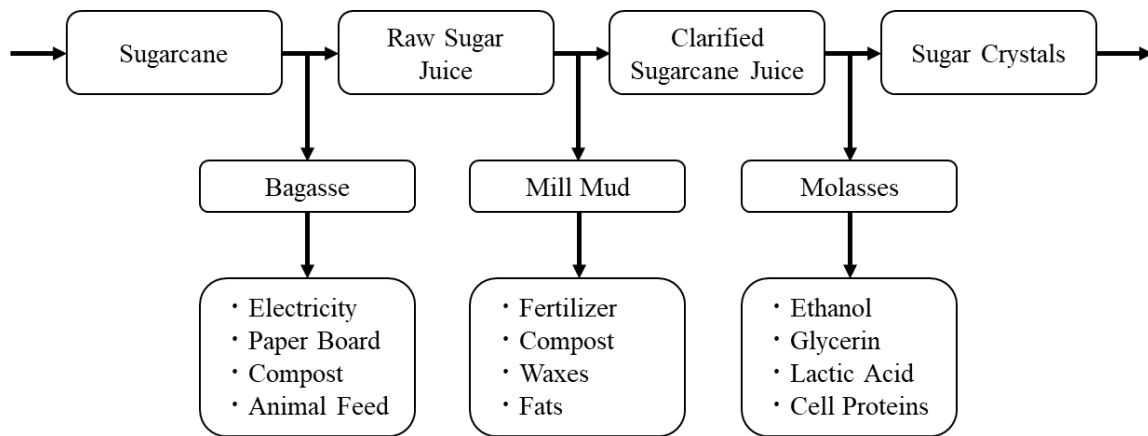 Sugarcane
Raw Sugar
Juice
Clarified
Sugarcane Juice
Sugar Crystals
Bagasse
Mill Mud
Molasses
・Electricity
・Paper Board
・Compost
・Animal Feed
・Fertilizer
・Compost
・Waxes
・Fats
・Ethanol
・Glycerin
・Lactic Acid
・Cell Proteins